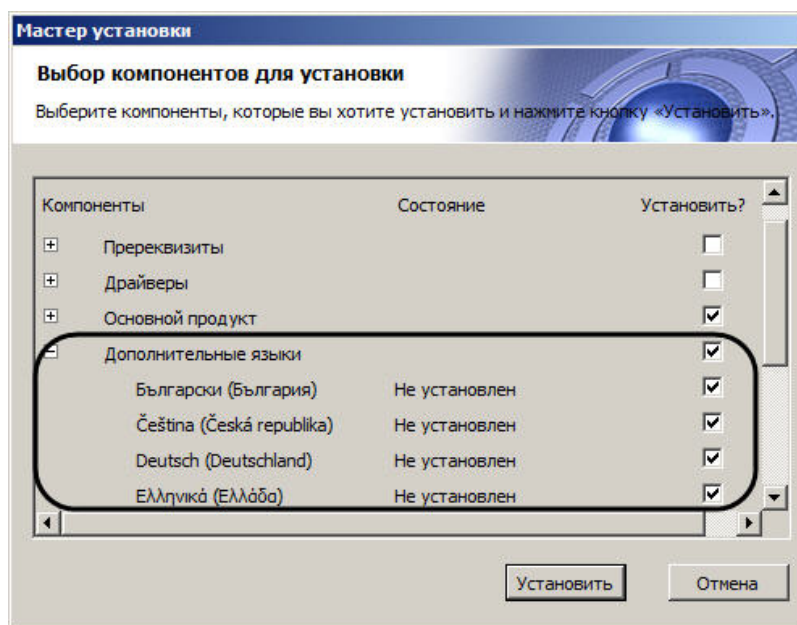 Мастер установки
Выбор компонентов для установки
Выберите компоненты, которые вы хотите установить и нажмите кнопку «Установить».
Компоненты Состояние Установить?
Пререквизиты
Драйверы
Основной продукт
Дополнительные языки
Български (България) Не установлен
Čeština (Česká republika) Не установлен
Deutsch (Deutschland) Не установлен
Ελληνικά (Ελλάδα) Не установлен
Установить Отмена